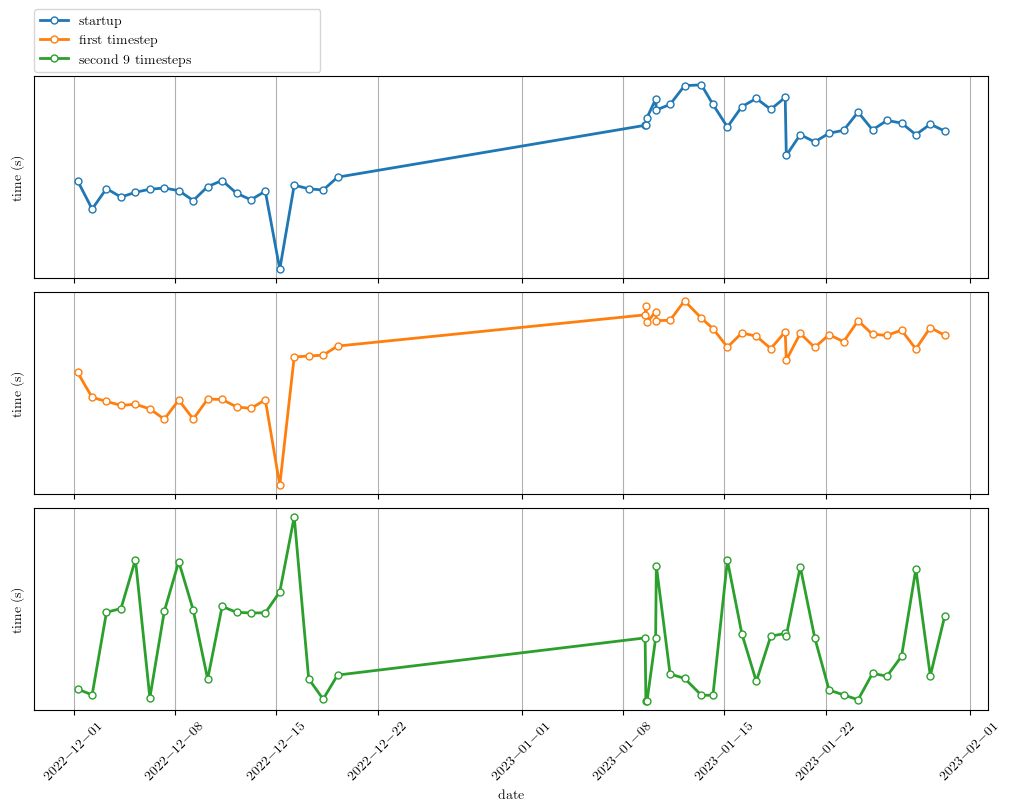 startup
first timestep
second 9 timesteps
time (s)
time (s)
time (s)
2022−12−01
2022−12−08
2022−12−15
2022−12−22
2023−01−01
2023−01−08
2023−01−15
2023−01−22
2023−02−01
date